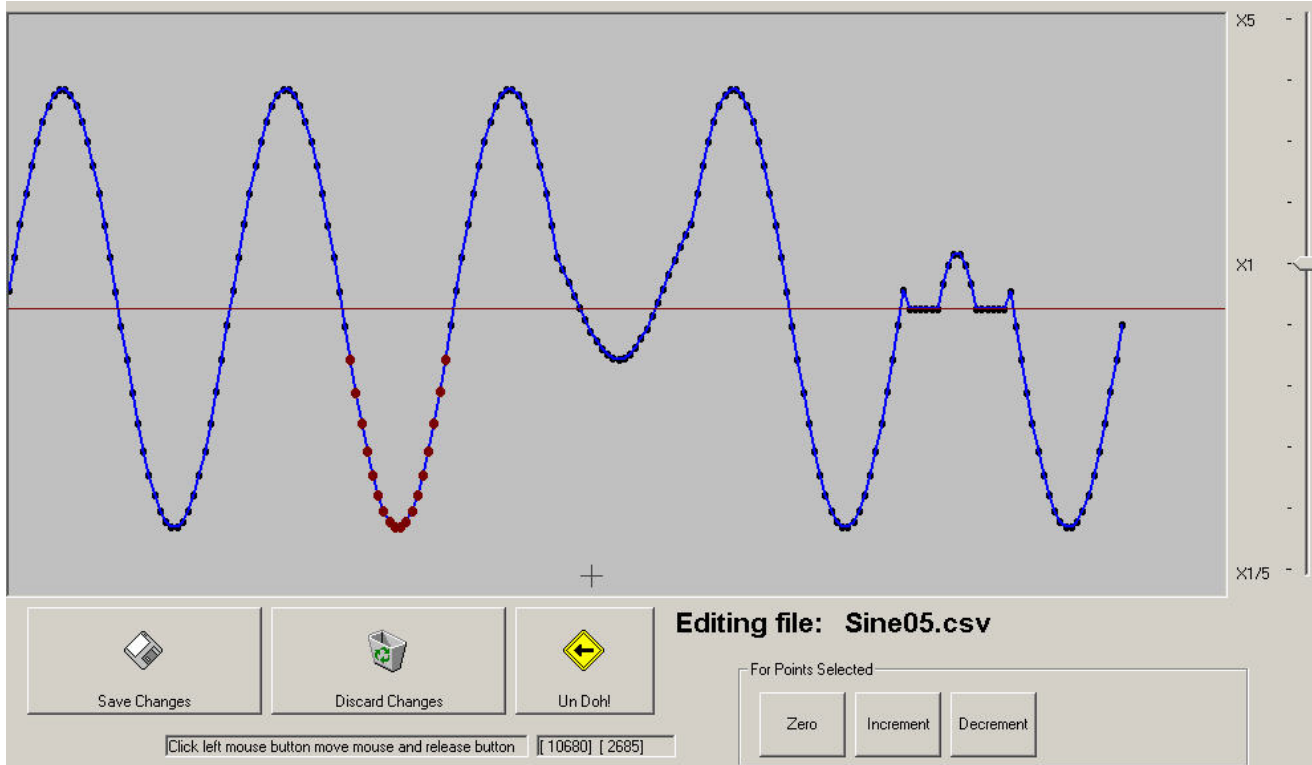 X5
X1
X1/5
Editing file: Sine05.csv
Save Changes
Discard Changes
Un Doh!
For Points Selected
Zero
Increment
Decrement
Click left mouse button move mouse and release button
[ 10680] [ 2685]